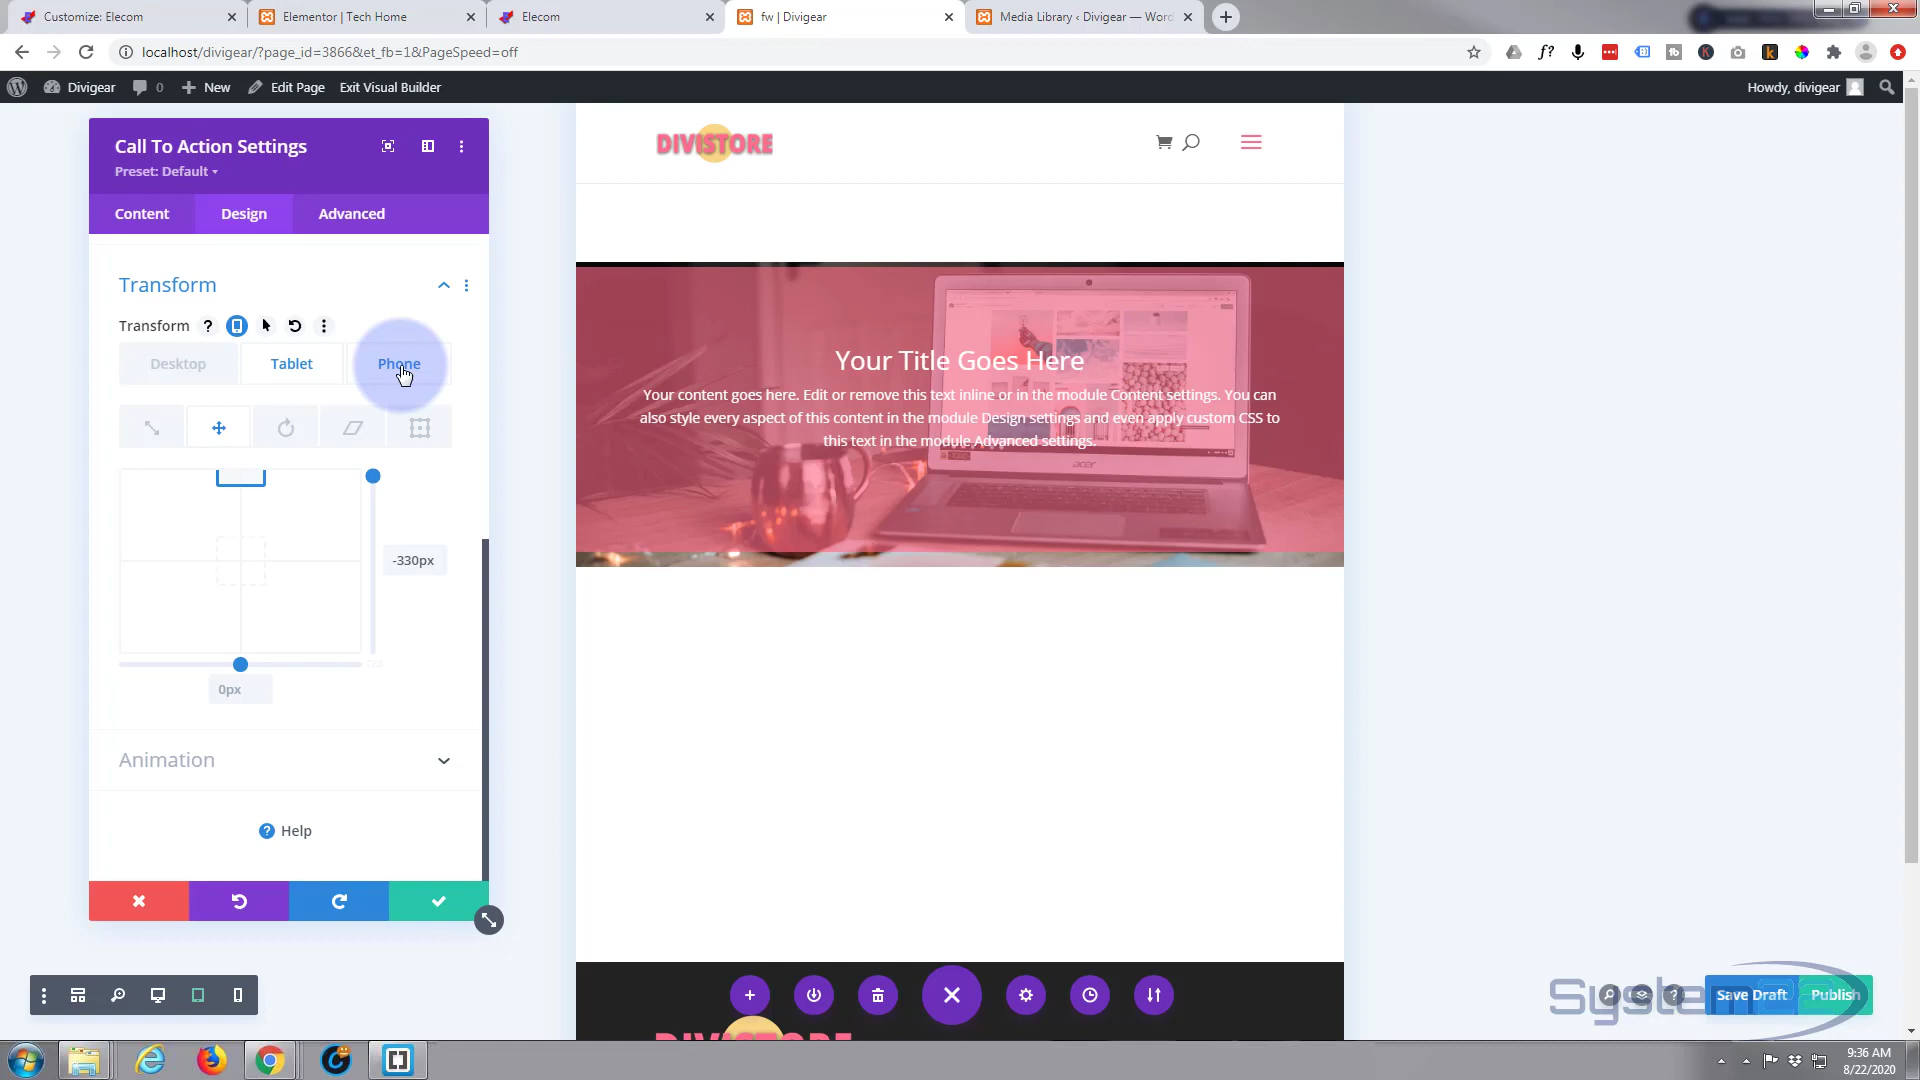 Customize: Elecom
Elementor | Tech Home
Elecom
fw | Divigear
Media Library ‹ Divigear — Word
localhost/divigear/?page_id=3866&et_fb=1&PageSpeed=off
Divigear
0
New
Edit Page
Exit Visual Builder
Howdy, divigear
Call To Action Settings
Preset: Default
Content
Design
Advanced
DIVISTORE
Transform
Transform
Desktop
Tablet
Phone
-330px
0px
Animation
Help
Your Title Goes Here
Your content goes here. Edit or remove this text inline or in the module Content settings. You can
also style every aspect of this content in the module Design settings and even apply custom CSS to
this text in the module Advanced settings.
acer
DIVISTORE
Save Draft
Publish
9:36 AM
8/22/2020